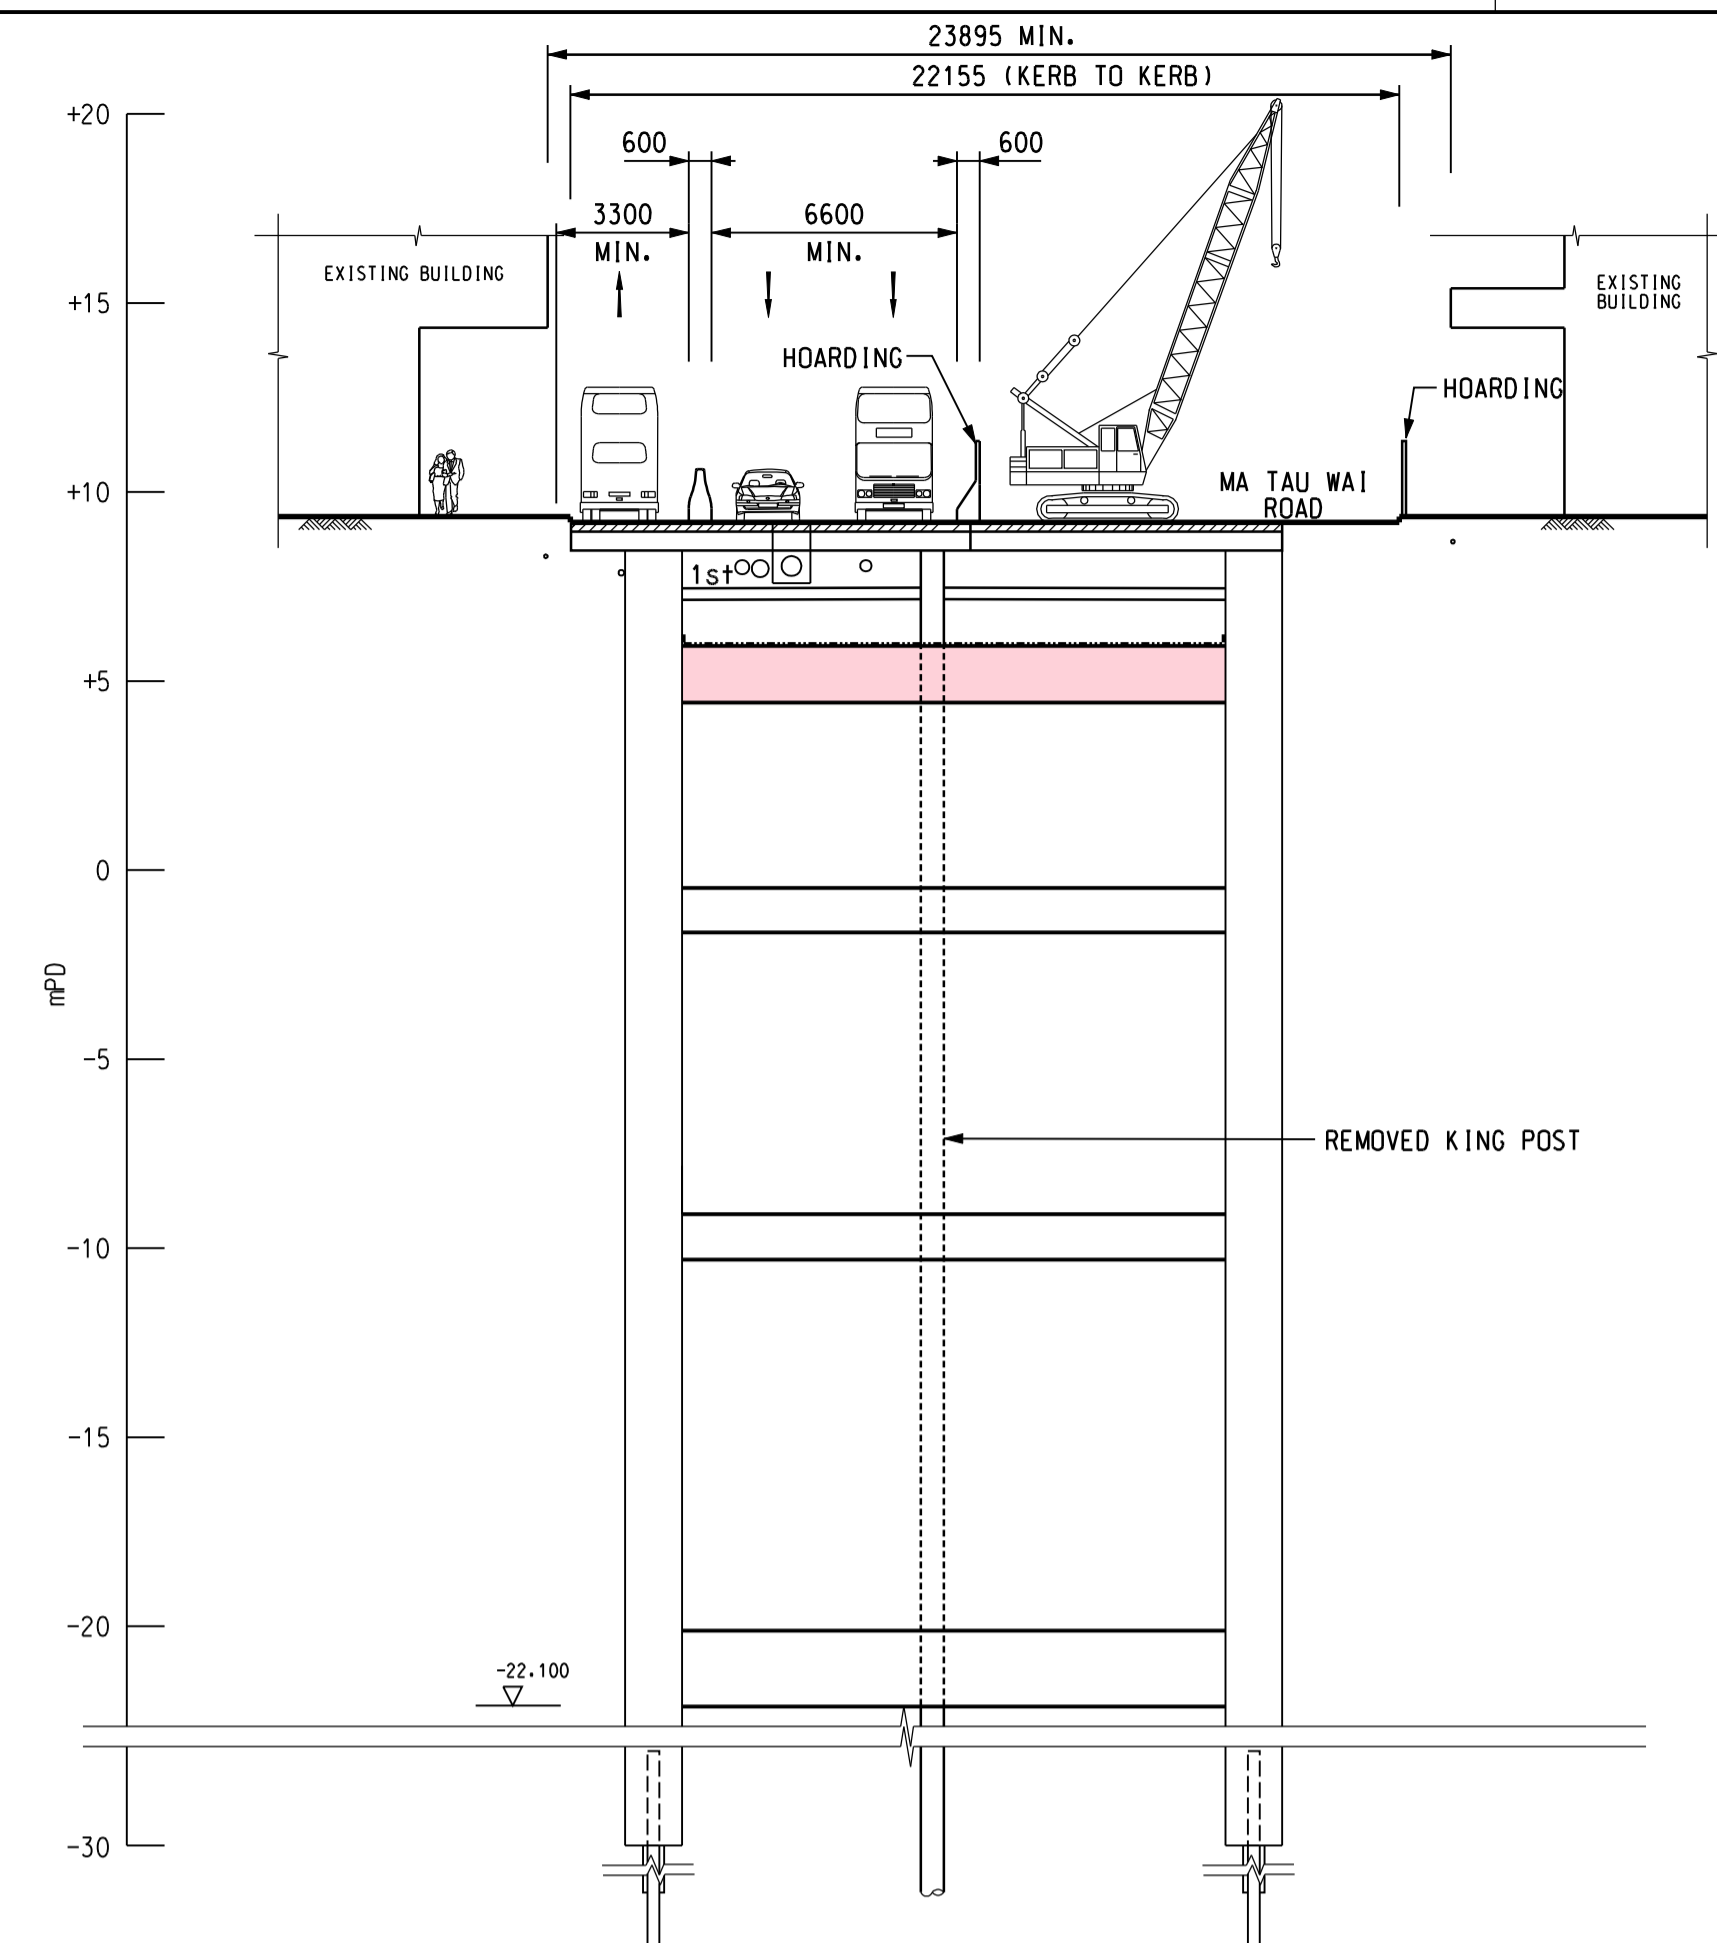 23895 MIN.
22155 (KERB TO KERB)
+20
600
600
3300
MIN.
6600
MIN.
EXISTING BUILDING
EXISTING
BUILDING
+15
HOARDING
HOARDING
+10
MA TAU WAI
ROAD
1st
+5
0
mPD
-5
REMOVED KING POST
-10
-15
-20
-22.100
-30